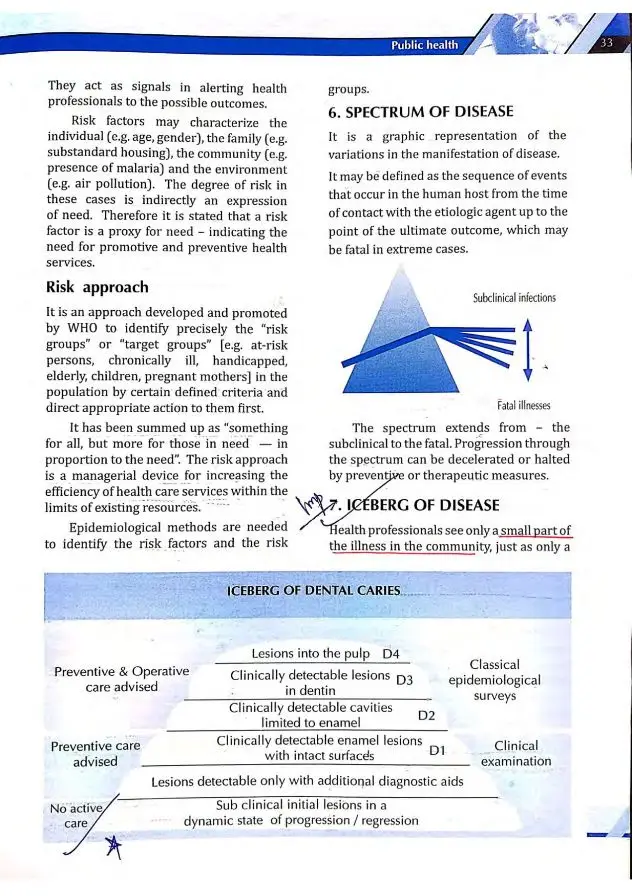 Public health
33
They act as signals in alerting health
professionals to the possible outcomes.
Risk factors may characterize the
individual (e.g. age, gender), the family (e.g.
substandard housing), the community (e.g.
presence of malaria) and the environment
(e.g. air pollution). The degree of risk in
these cases is indirectly an expression
of need. Therefore it is stated that a risk
factor is a proxy for need – indicating the
need for promotive and preventive health
services.
Risk approach
It is an approach developed and promoted
by WHO to identify precisely the "risk
groups" or "target groups" [e.g. at-risk
persons, chronically ill, handicapped,
elderly, children, pregnant mothers] in the
population by certain defined criteria and
direct appropriate action to them first.
It has been summed up as "something
for all, but more for those in need — in
proportion to the need". The risk approach
is a managerial device for increasing the
efficiency of health care services within the
limits of existing resources.
Epidemiological methods are needed
to identify the risk factors and the risk
groups.
6. SPECTRUM OF DISEASE
It is a graphic representation of the
variations in the manifestation of disease.
It may be defined as the sequence of events
that occur in the human host from the time
of contact with the etiologic agent up to the
point of the ultimate outcome, which may
be fatal in extreme cases.
Subclinical infections
Fatal illnesses
The spectrum extends from – the
subclinical to the fatal. Progression through
the spectrum can be decelerated or halted
by preventive or therapeutic measures.
Imp
7. ICEBERG OF DISEASE
Health professionals see only a small part of
the illness in the community, just as only a
ICEBERG OF DENTAL CARIES
Lesions into the pulp D4
Preventive & Operative
care advised
Clinically detectable lesions D3
in dentin
Classical
epidemiological
surveys
Clinically detectable cavities
limited to enamel D2
Preventive care
advised
Clinically detectable enamel lesions
with intact surfaces D1
Clinical
examination
Lesions detectable only with additional diagnostic aids
No active
care
Sub clinical initial lesions in a
dynamic state of progression / regression